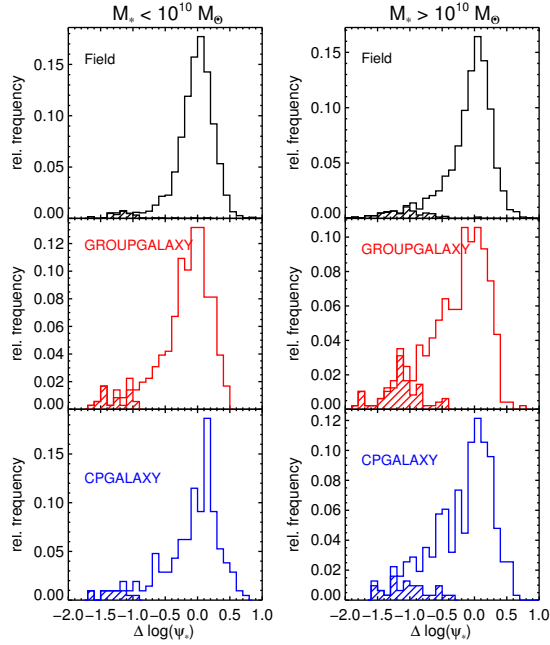 M* < 10^10 M⊙ M* > 10^10 M⊙
0.15
0.10
0.05
0.00
rel. frequency
Field
0.15
0.10
0.05
0.00
rel. frequency
Field
0.12
0.10
0.08
0.06
0.04
0.02
0.00
rel. frequency
GROUPGALAXY
0.10
0.08
0.06
0.04
0.02
0.00
rel. frequency
GROUPGALAXY
0.15
0.10
0.05
0.00
rel. frequency
CPGALAXY
0.12
0.10
0.08
0.06
0.04
0.02
0.00
rel. frequency
CPGALAXY
−2.0 −1.5 −1.0 −0.5 0.0 0.5 1.0
Δ log(ψ*)
−2.0 −1.5 −1.0 −0.5 0.0 0.5 1.0
Δ log(ψ*)